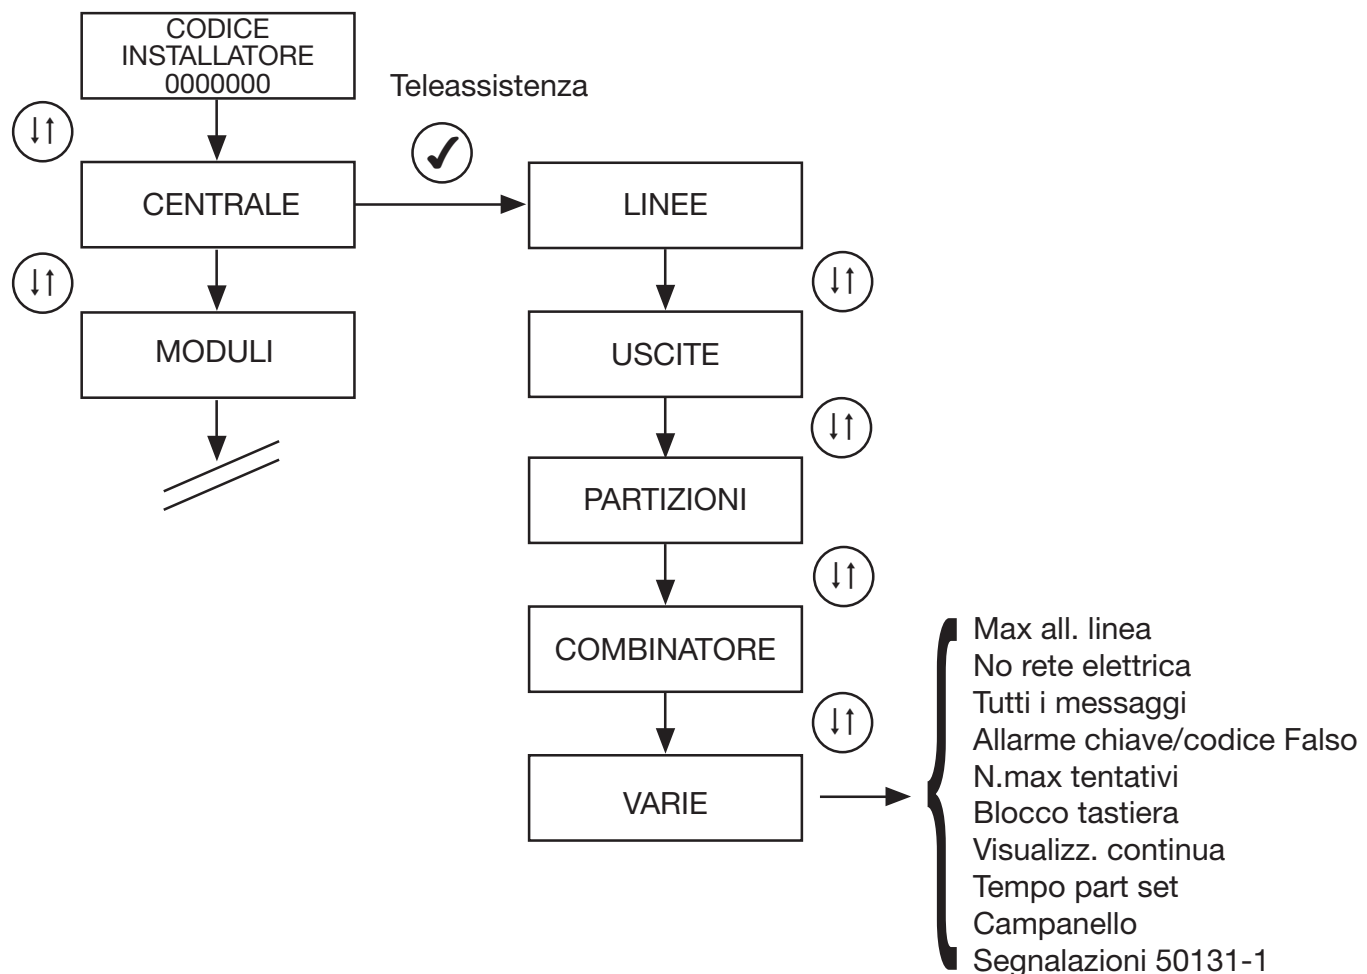 CODICE
INSTALLATORE
0000000
Teleassistenza
CENTRALE
LINEE
MODULI
USCITE
PARTIZIONI
COMBINATORE
VARIE
Max all. linea
No rete elettrica
Tutti i messaggi
Allarme chiave/codice Falso
N.max tentativi
Blocco tastiera
Visualizz. continua
Tempo part set
Campanello
Segnalazioni 50131-1